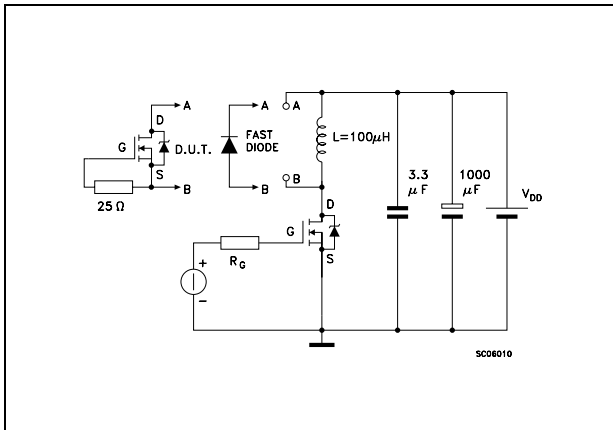 A
A
A
D
G
D.U.T.
FAST
DIODE
L=100μH
S
B
B
B
25 Ω
3.3
μF
1000
μF
V_DD
D
G
S
R_G
+
-
SC06010